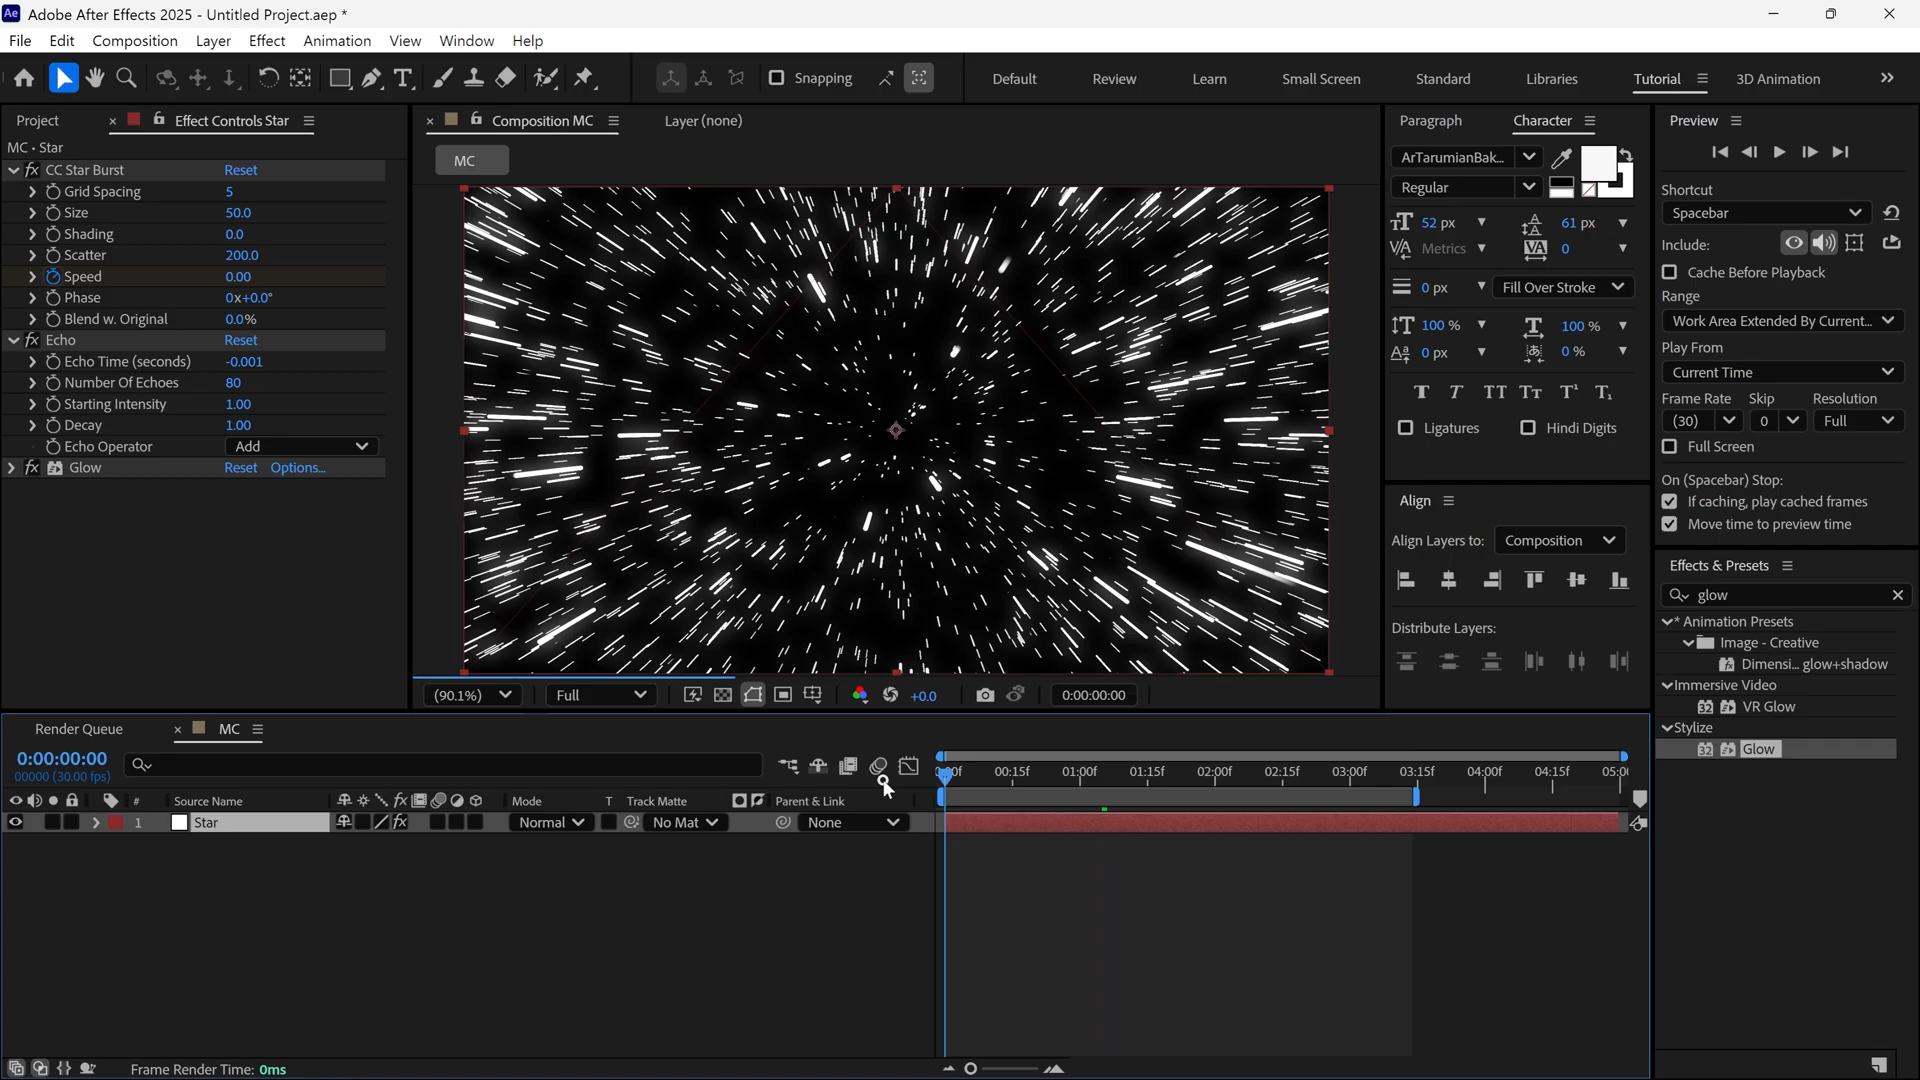 Ae Adobe After Effects 2025 - Untitled Project.aep *
File Edit Composition Layer Effect Animation View Window Help
Snapping Default Review Learn Small Screen Standard Libraries Tutorial 3D Animation
Project Effect Controls Star
MC • Star
fx CC Star Burst Reset
Grid Spacing 5
Size 50.0
Shading 0.0
Scatter 200.0
Speed 0.00
Phase 0x+0.0°
Blend w. Original 0.0%
fx Echo Reset
Echo Time (seconds) -0.001
Number Of Echoes 80
Starting Intensity 1.00
Decay 1.00
Echo Operator Add
fx Glow Reset Options...
Composition MC Layer (none)
MC
(90.1%) Full +0.0 0:00:00:00
Paragraph Character
ArTarumianBak...
Regular
52 px 61 px
Metrics 0
0 px Fill Over Stroke
100 % 100 %
0 px 0 %
Ligatures Hindi Digits
Align
Align Layers to: Composition
Distribute Layers:
Preview
Shortcut
Spacebar
Include:
Cache Before Playback
Range
Work Area Extended By Current...
Play From
Current Time
Frame Rate Skip Resolution
(30) 0 Full
Full Screen
On (Spacebar) Stop:
If caching, play cached frames
Move time to preview time
Effects & Presets
glow
* Animation Presets
Image - Creative
Dimensi... glow+shadow
Immersive Video
32 VR Glow
Stylize
32 Glow
Render Queue MC
0:00:00:00
00000 (30.00 fps)
00:15f 01:00f 01:15f 02:00f 02:15f 03:00f 03:15f 04:00f 04:15f
# Source Name fx Mode T Track Matte Parent & Link
1 Star fx Normal No Mat None
Frame Render Time: 0ms